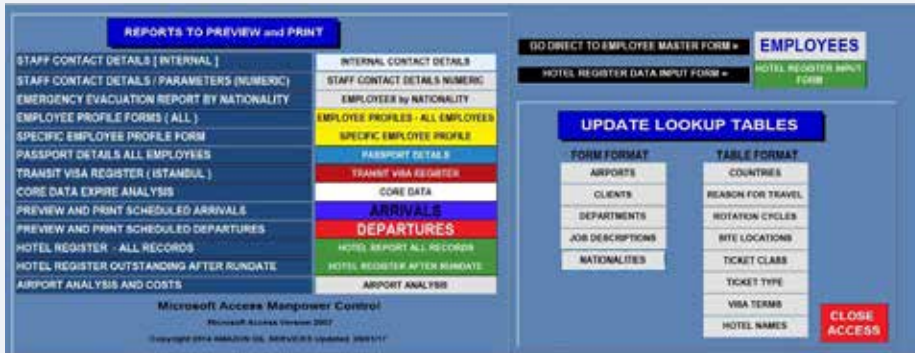 REPORTS TO PREVIEW and PRINT
STAFF CONTACT DETAILS [ INTERNAL ]
INTERNAL CONTACT DETAILS
STAFF CONTACT DETAILS / PARAMETERS (NUMERIC)
STAFF CONTACT DETAILS NUMERIC
EMERGENCY EVACUATION REPORT BY NATIONALITY
EMPLOYEES by NATIONALITY
EMPLOYEE PROFILE FORMS ( ALL )
EMPLOYEE PROFILES - ALL EMPLOYEES
SPECIFIC EMPLOYEE PROFILE FORM
SPECIFIC EMPLOYEE PROFILE
PASSPORT DETAILS ALL EMPLOYEES
PASSPORT DETAILS
TRANSIT VISA REGISTER ( ISTANBUL )
TRANSIT VISA REGISTER
CORE DATA EXPIRE ANALYSIS
CORE DATA
PREVIEW AND PRINT SCHEDULED ARRIVALS
ARRIVALS
PREVIEW AND PRINT SCHEDULED DEPARTURES
DEPARTURES
HOTEL REGISTER - ALL RECORDS
HOTEL REPORT ALL RECORDS
HOTEL REGISTER OUTSTANDING AFTER RUNDATE
HOTEL REGISTER AFTER RUNDATE
AIRPORT ANALYSIS AND COSTS
AIRPORT ANALYSIS
Microsoft Access Manpower Control
Microsoft Access Version 2007
Copyright 2014 AMAZON OIL SERVICES Updated
GO DIRECT TO EMPLOYEE MASTER FORM »
EMPLOYEES
HOTEL REGISTER DATA INPUT FORM »
HOTEL REGISTER INPUT
FORM
UPDATE LOOKUP TABLES
FORM FORMAT
AIRPORTS
CLIENTS
DEPARTMENTS
JOB DESCRIPTIONS
NATIONALITIES
TABLE FORMAT
COUNTRIES
REASON FOR TRAVEL
ROTATION CYCLES
SITE LOCATIONS
TICKET CLASS
TICKET TYPE
VISA TERMS
HOTEL NAMES
CLOSE
ACCESS